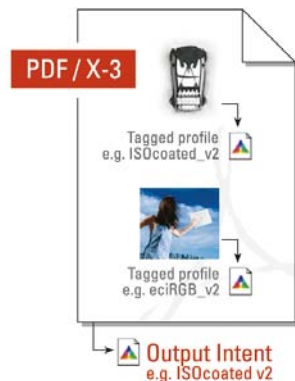 PDF / X-3
Tagged profile
e.g. ISOcoated_v2
Tagged profile
e.g. eciRGB_v2
Output Intent
e.g. ISOcoated v2